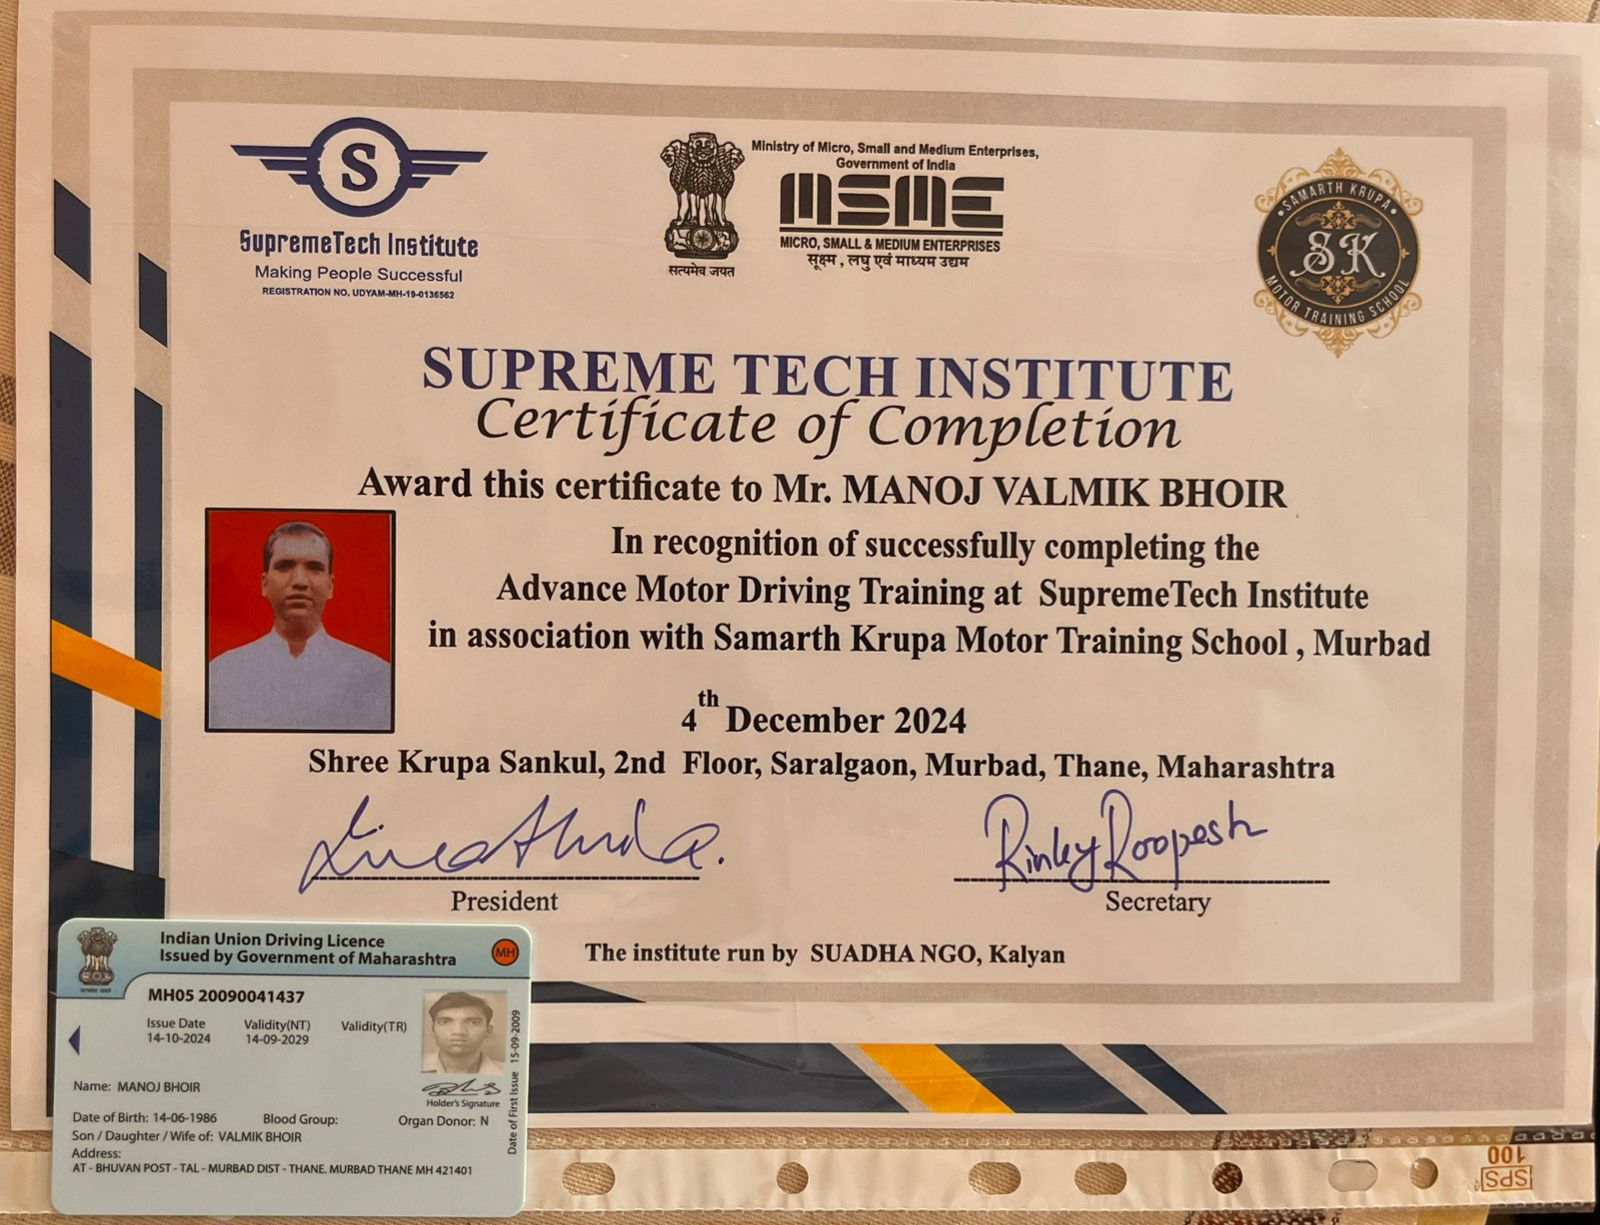 S
SupremeTech Institute
Making People Successful
REGISTRATION NO. UDYAM-MH-19-0136562
सत्यमेव जयते
Ministry of Micro, Small and Medium Enterprises,
Government of India
MSME
MICRO, SMALL & MEDIUM ENTERPRISES
सूक्ष्म , लघु एवं माध्यम उद्यम
SAMARTH KRUPA
SK
MOTOR TRAINING SCHOOL
SUPREME TECH INSTITUTE
Certificate of Completion
Award this certificate to Mr. MANOJ VALMIK BHOIR
In recognition of successfully completing the
Advance Motor Driving Training at SupremeTech Institute
in association with Samarth Krupa Motor Training School , Murbad
4th December 2024
Shree Krupa Sankul, 2nd Floor, Saralgaon, Murbad, Thane, Maharashtra
Rinky Roopesh
President
Secretary
The institute run by SUADHA NGO, Kalyan
Indian Union Driving Licence
Issued by Government of Maharashtra
MH
MH05 20090041437
Issue Date Validity(NT) Validity(TR)
14-10-2024 14-09-2029
Date of First Issue 15-09-2009
Name: MANOJ BHOIR
Holder's Signature
Date of Birth: 14-06-1986 Blood Group: Organ Donor: N
Son / Daughter / Wife of: VALMIK BHOIR
Address:
AT - BHUVAN POST - TAL - MURBAD DIST - THANE. MURBAD THANE MH 421401
100
SPS